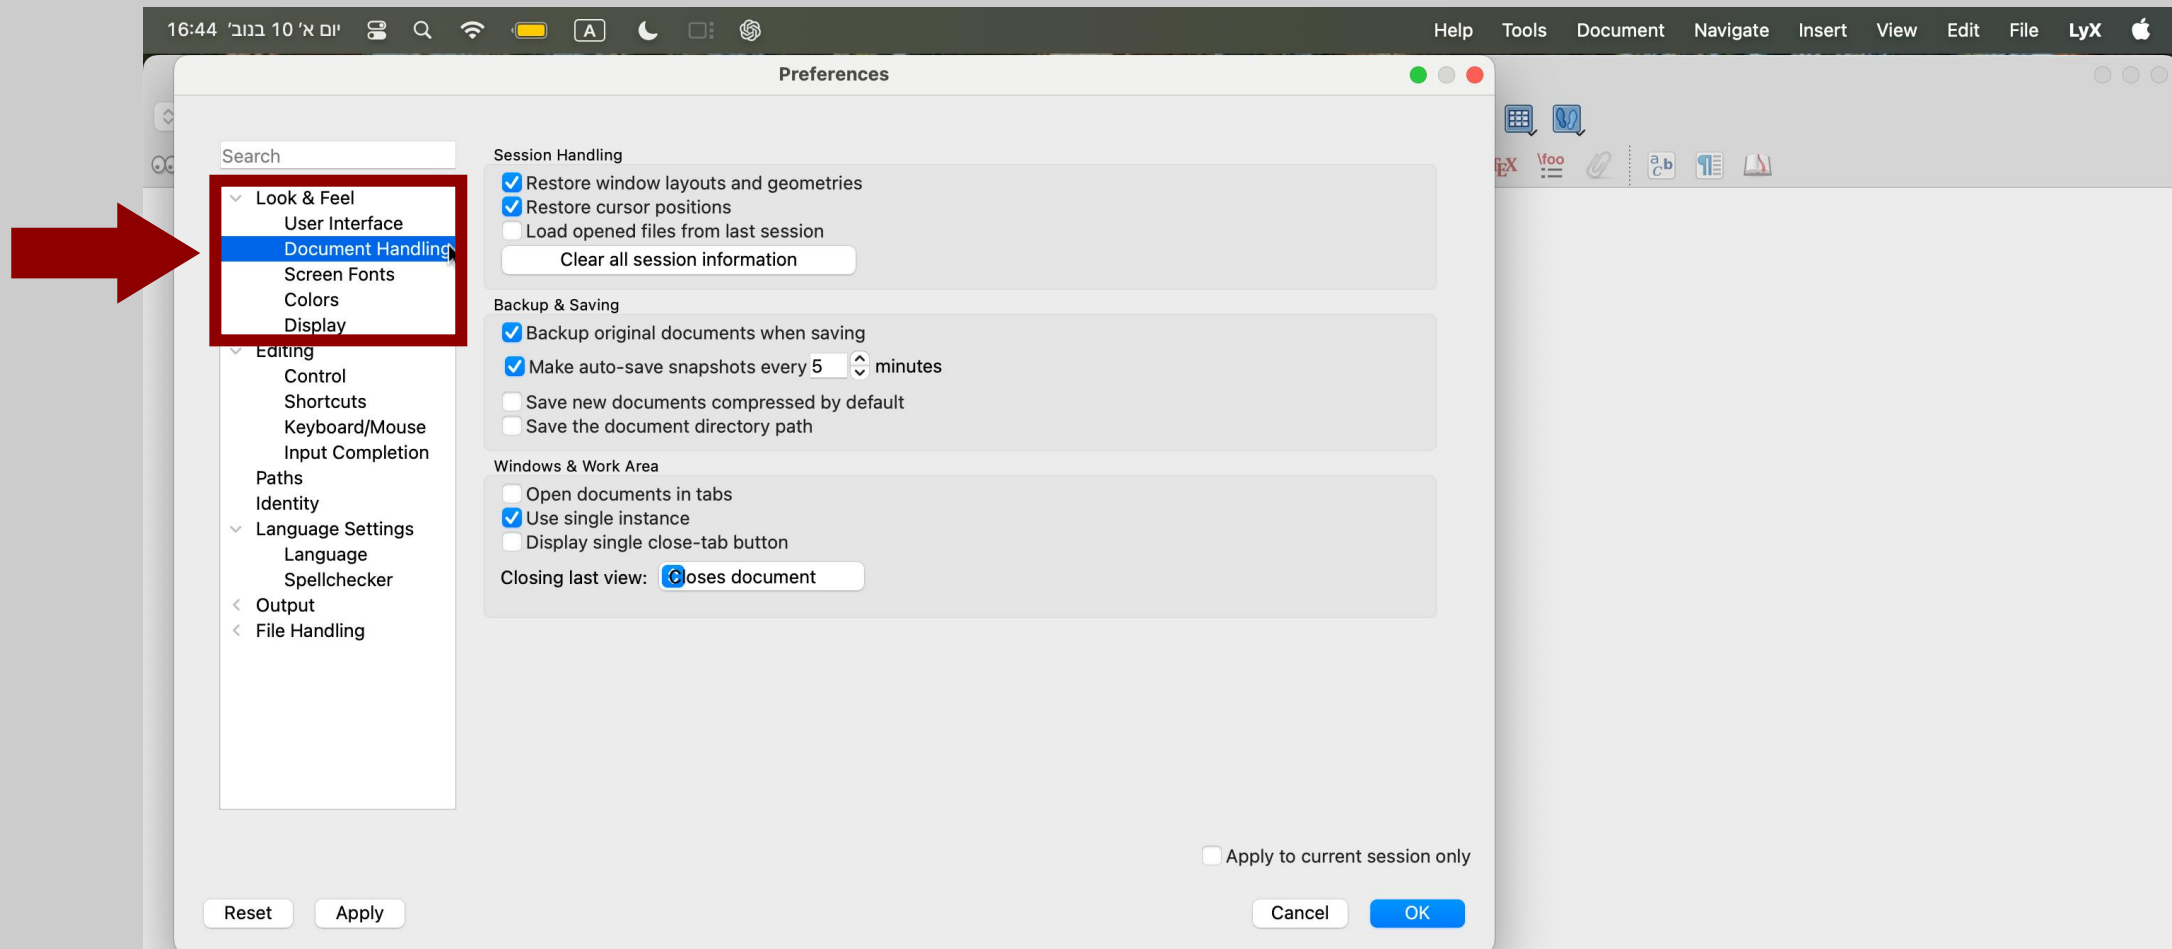 16:44 יום א׳ 10 בנוב׳
A
Help Tools Document Navigate Insert View Edit File LyX
Preferences
Search
Look & Feel
User Interface
Document Handling
Screen Fonts
Colors
Display
Editing
Control
Shortcuts
Keyboard/Mouse
Input Completion
Paths
Identity
Language Settings
Language
Spellchecker
Output
File Handling
Session Handling
Restore window layouts and geometries
Restore cursor positions
Load opened files from last session
Clear all session information
Backup & Saving
Backup original documents when saving
Make auto-save snapshots every 5 minutes
Save new documents compressed by default
Save the document directory path
Windows & Work Area
Open documents in tabs
Use single instance
Display single close-tab button
Closing last view: Closes document
\foo
a b c
Apply to current session only
Reset Apply Cancel OK